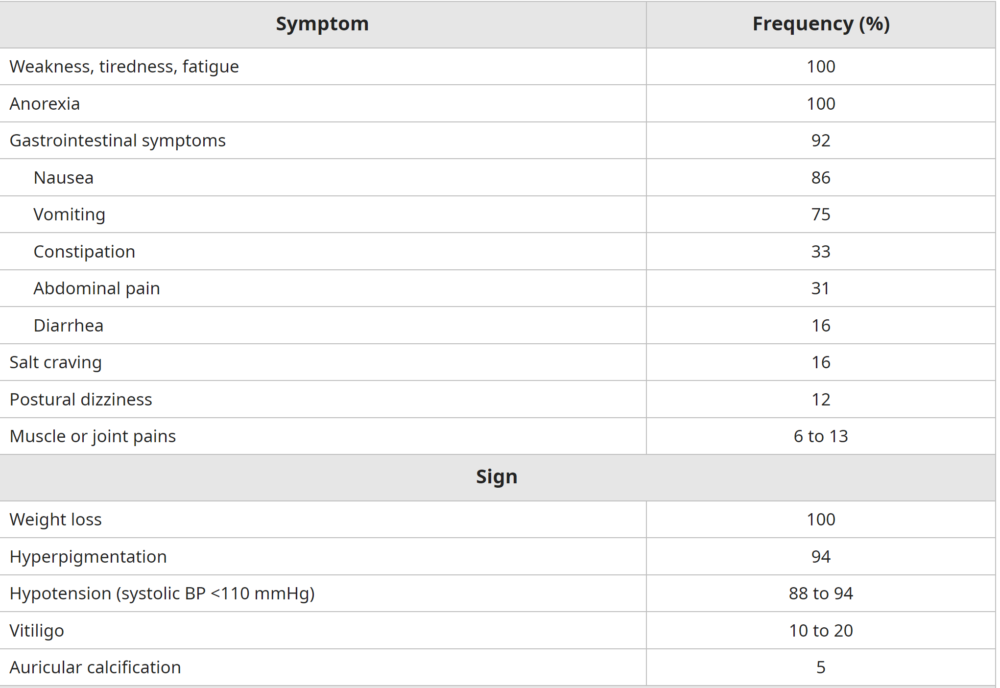 Symptom Frequency (%)
Weakness, tiredness, fatigue 100
Anorexia 100
Gastrointestinal symptoms 92
Nausea 86
Vomiting 75
Constipation 33
Abdominal pain 31
Diarrhea 16
Salt craving 16
Postural dizziness 12
Muscle or joint pains 6 to 13
Sign
Weight loss 100
Hyperpigmentation 94
Hypotension (systolic BP <110 mmHg) 88 to 94
Vitiligo 10 to 20
Auricular calcification 5